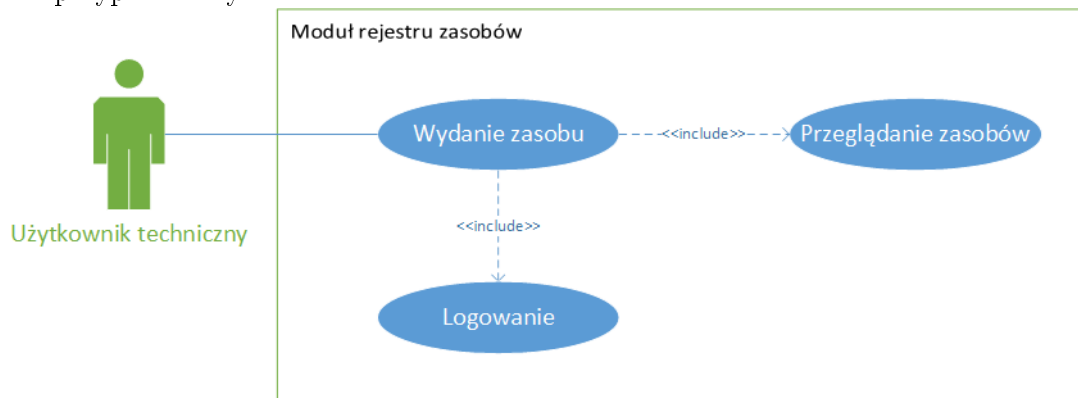 Moduł rejestru zasobów
Wydanie zasobu
<<include>>
Przeglądanie zasobów
<<include>>
Użytkownik techniczny
Logowanie